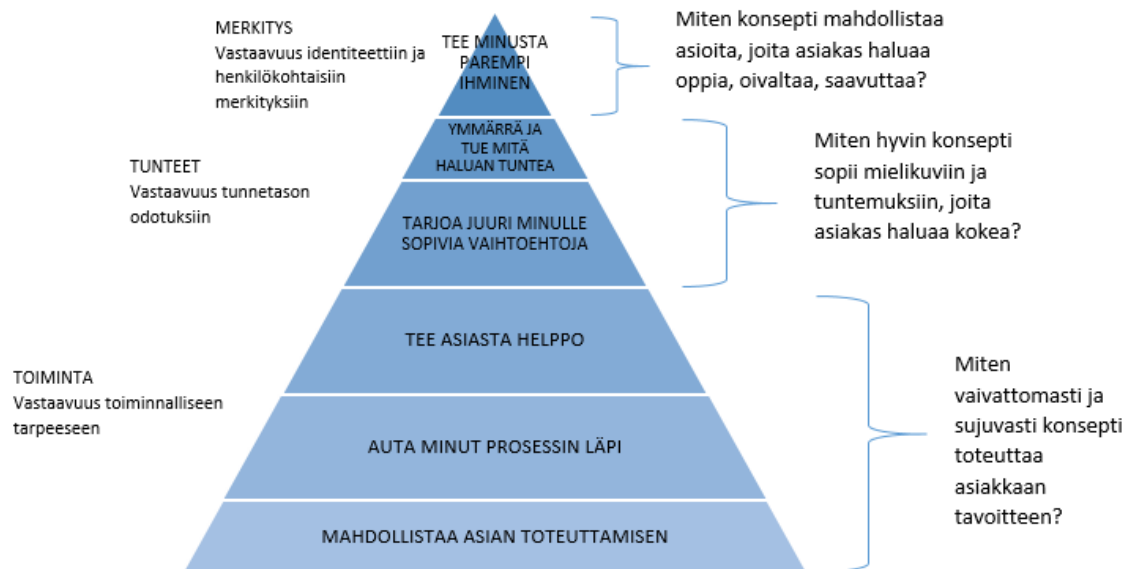 MERKITYS
Vastaavuus identiteettiin ja
henkilökohtaisiin
merkityksiin
TEE MINUSTA
PAREMPI
IHMINEN
Miten konsepti mahdollistaa
asioita, joita asiakas haluaa
oppia, oivaltaa, saavuttaa?
TUNTEET
Vastaavuus tunnetason
odotuksiin
YMMÄRRÄ JA
TUE MITÄ
HALUAN TUNTEA
TARJOA JUURI MINULLE
SOPIVIA VAIHTOEHTOJA
Miten hyvin konsepti
sopii mielikuviin ja
tuntemuksiin, joita
asiakas haluaa kokea?
TOIMINTA
Vastaavuus toiminnalliseen
tarpeeseen
TEE ASIASTA HELPPO
AUTA MINUT PROSESSIN LÄPI
MAHDOLLISTAA ASIAN TOTEUTTAMISEN
Miten
vaivattomasti ja
sujuvasti konsepti
toteuttaa
asiakkaan
tavoitteen?